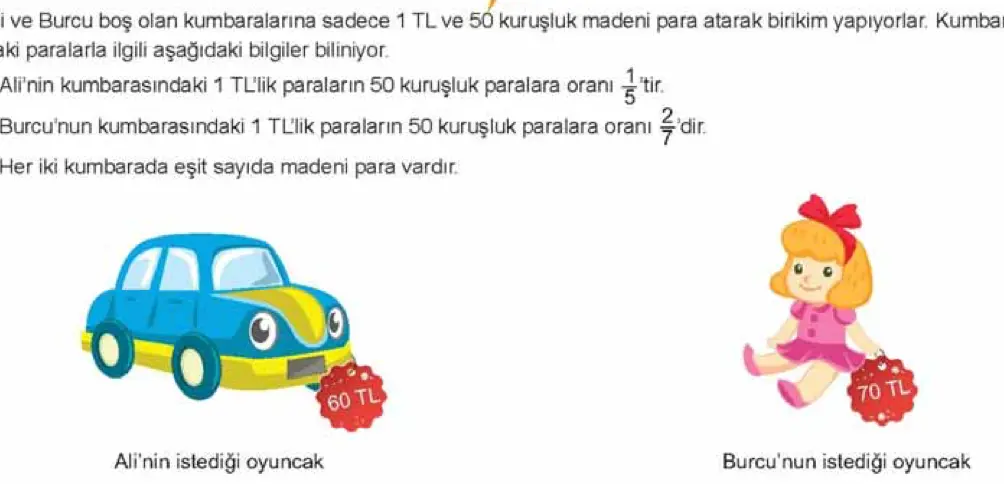 i ve Burcu boş olan kumbaralarına sadece 1 TL ve 50 kuruşluk madeni para atarak birikim yapıyorlar. Kumbar
aki paralarla ilgili aşağıdaki bilgiler biliniyor.
Ali'nin kumbarasındaki 1 TL'lik paraların 50 kuruşluk paralara oranı 1/5'tir.
Burcu'nun kumbarasındaki 1 TL'lik paraların 50 kuruşluk paralara oranı 2/7'dir.
Her iki kumbarada eşit sayıda madeni para vardır.
60 TL
70 TL
Ali'nin istediği oyuncak
Burcu'nun istediği oyuncak